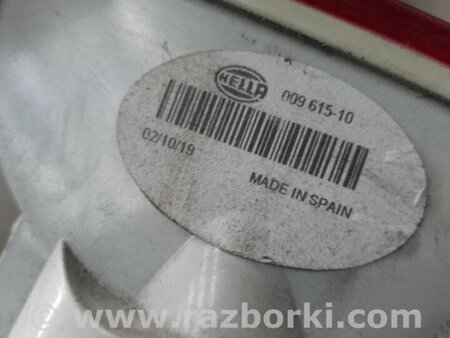 HELLA
009 615-10
02/10/19
MADE IN SPAIN
© www.razborki.com